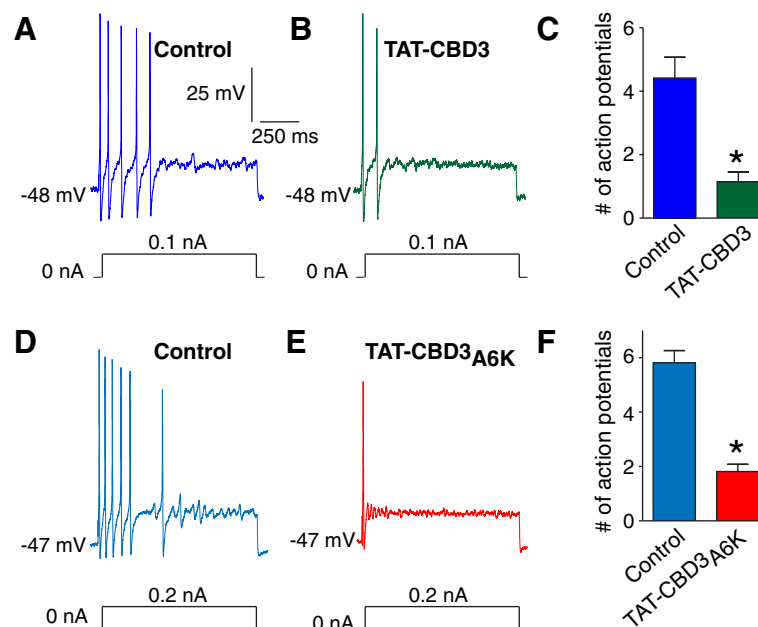 A
Control
25 mV
250 ms
-48 mV
0.1 nA
0 nA
B
TAT-CBD3
-48 mV
0.1 nA
0 nA
C
# of action potentials
6
4
2
0
*
Control
TAT-CBD3
D
Control
-47 mV
0.2 nA
0 nA
E
TAT-CBD3A6K
-47 mV
0.2 nA
0 nA
F
# of action potentials
6
4
2
0
*
Control
TAT-CBD3A6K